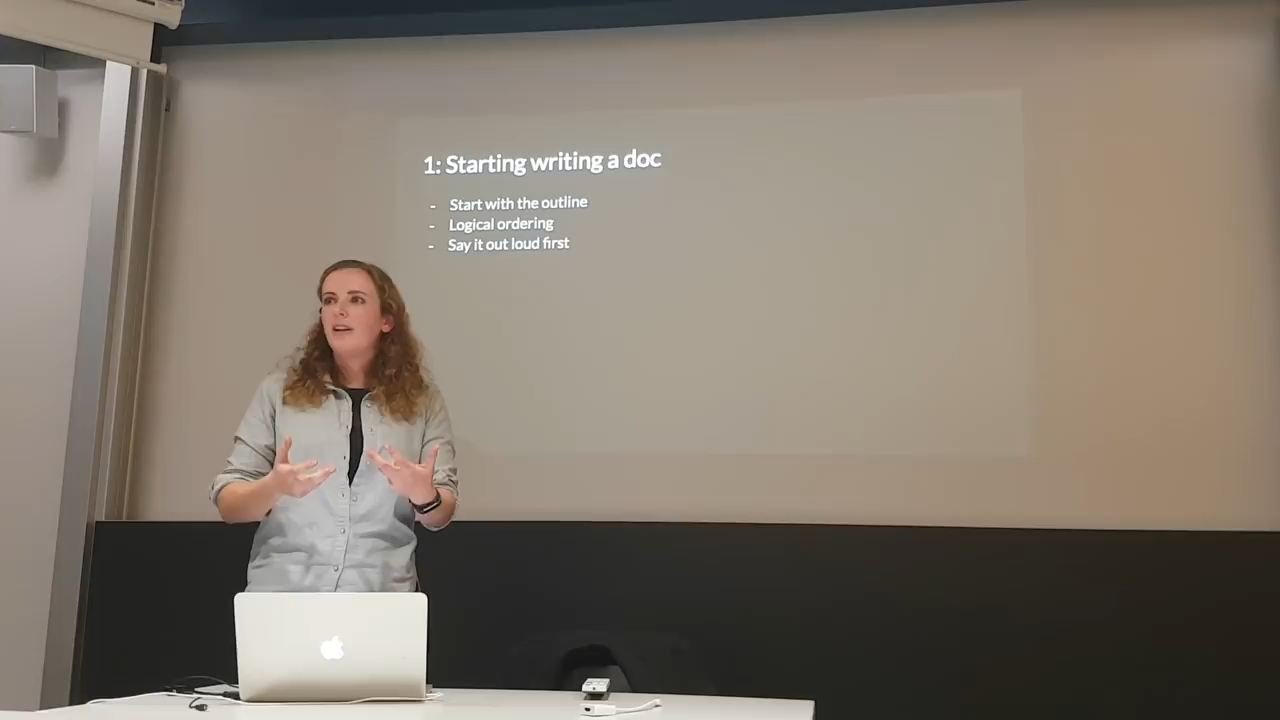 1: Starting writing a doc
- Start with the outline
- Logical ordering
- Say it out loud first